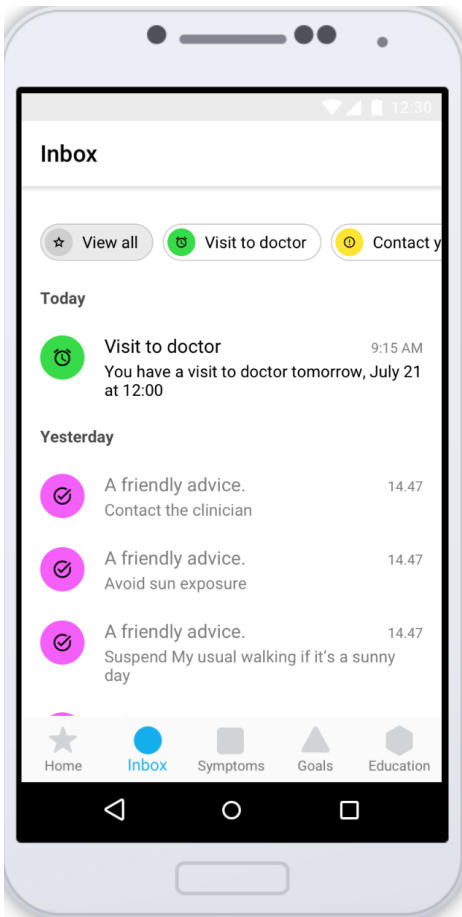 12:30
Inbox
View all
Visit to doctor
Contact y
Today
Visit to doctor
9:15 AM
You have a visit to doctor tomorrow, July 21
at 12:00
Yesterday
A friendly advice.
14.47
Contact the clinician
A friendly advice.
14.47
Avoid sun exposure
A friendly advice.
14.47
Suspend My usual walking if it’s a sunny
day
Home
Inbox
Symptoms
Goals
Education